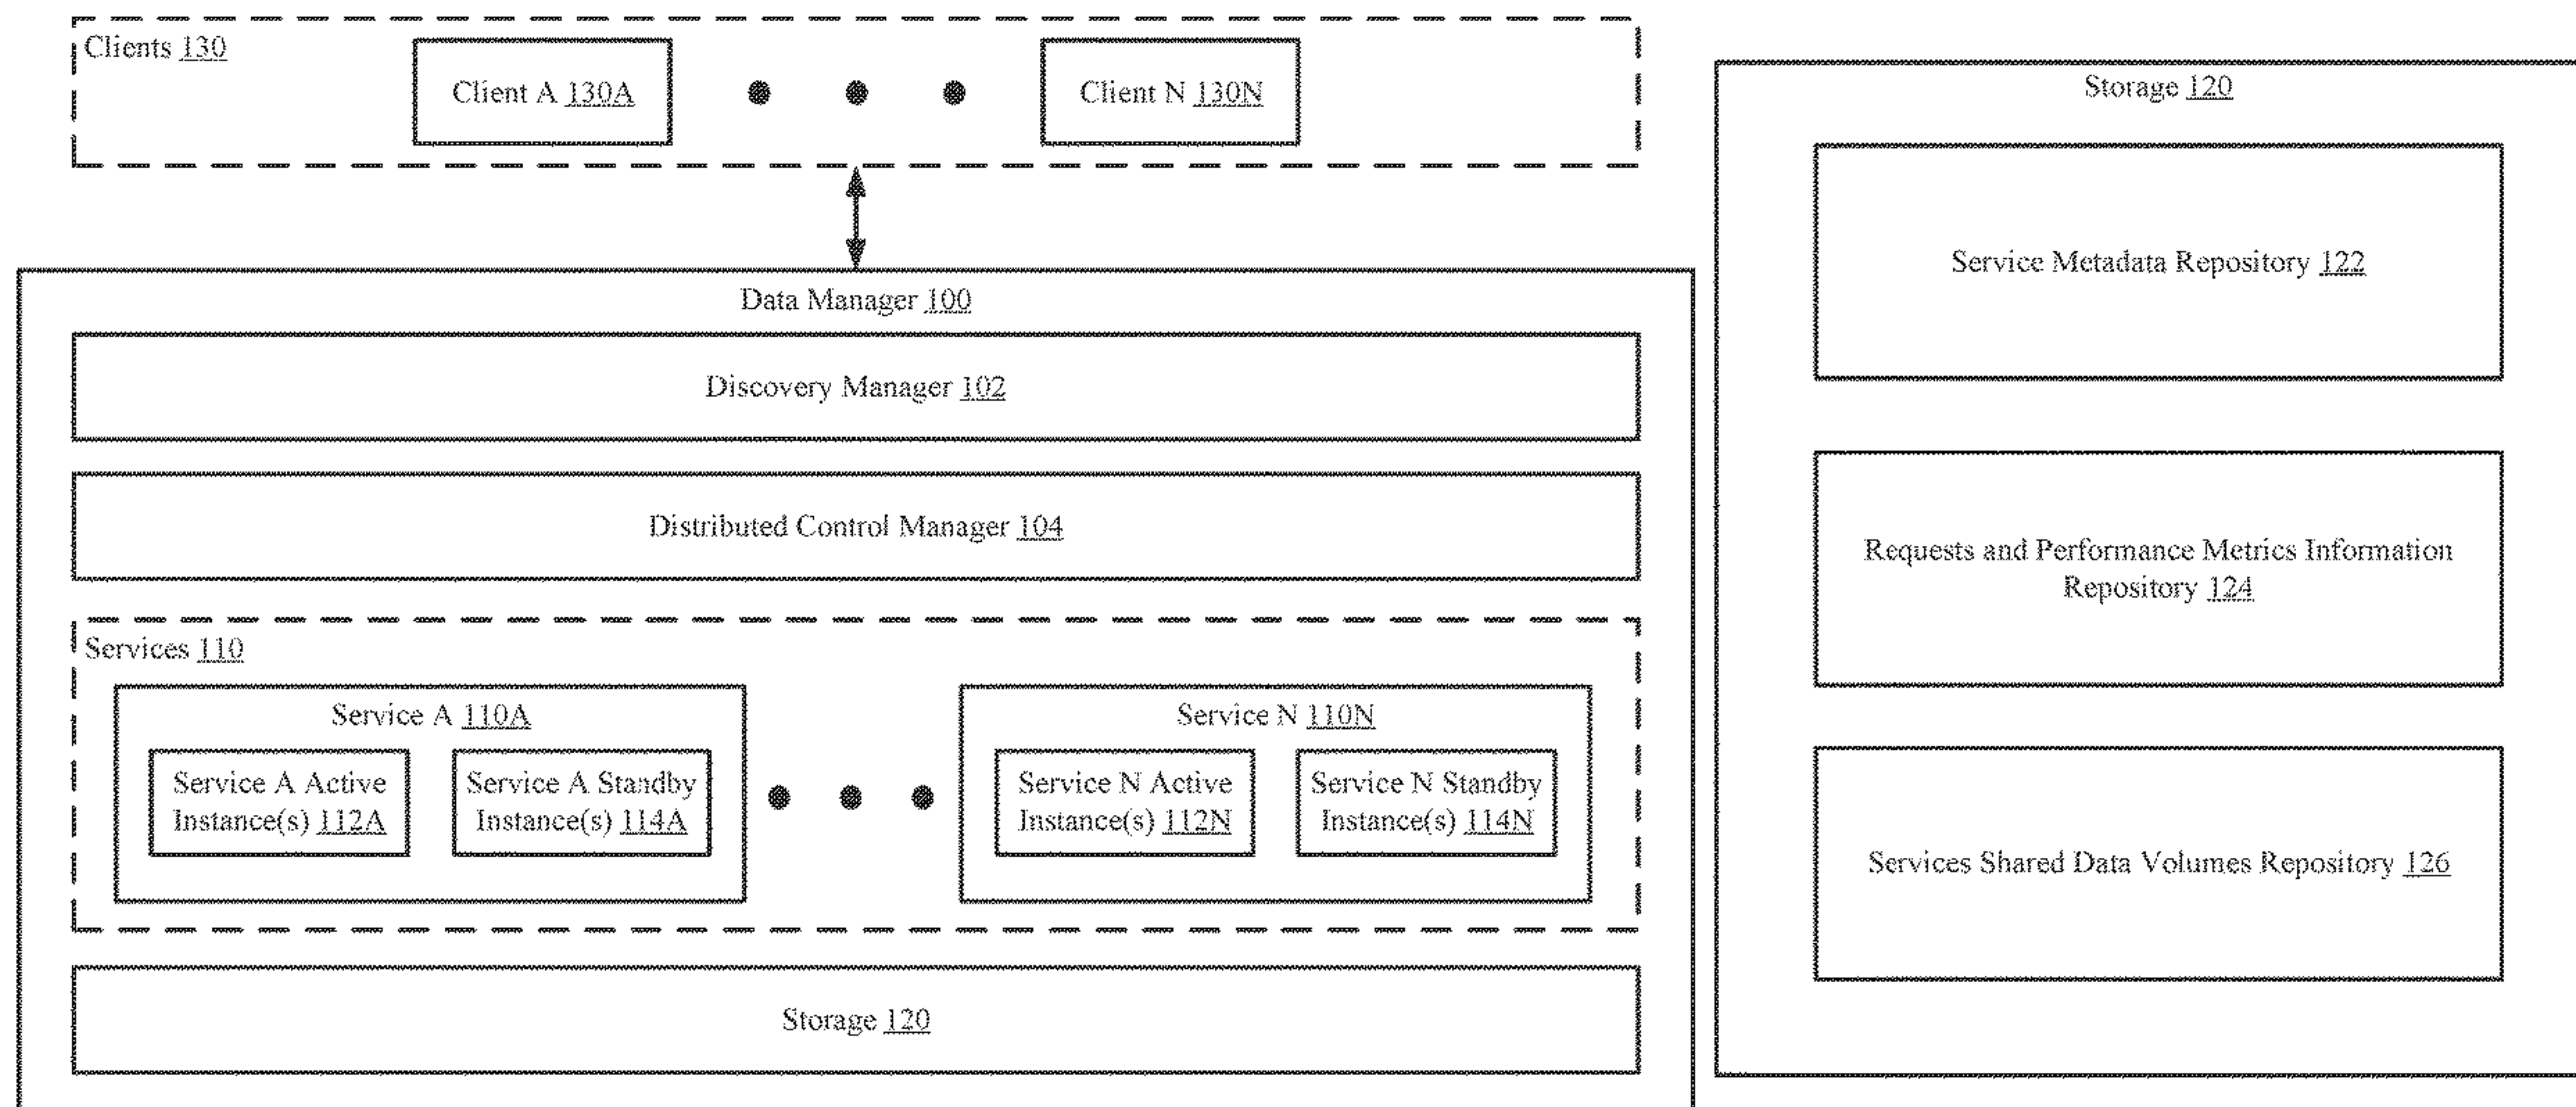 Clients 130
Client A 130A
Client N 130N
Data Manager 100
Discovery Manager 102
Distributed Control Manager 104
Services 110
Service A 110A
Service A Active
Instance(s) 112A
Service A Standby
Instance(s) 114A
Service N 110N
Service N Active
Instance(s) 112N
Service N Standby
Instance(s) 114N
Storage 120
Storage 120
Service Metadata Repository 122
Requests and Performance Metrics Information
Repository 124
Services Shared Data Volumes Repository 126